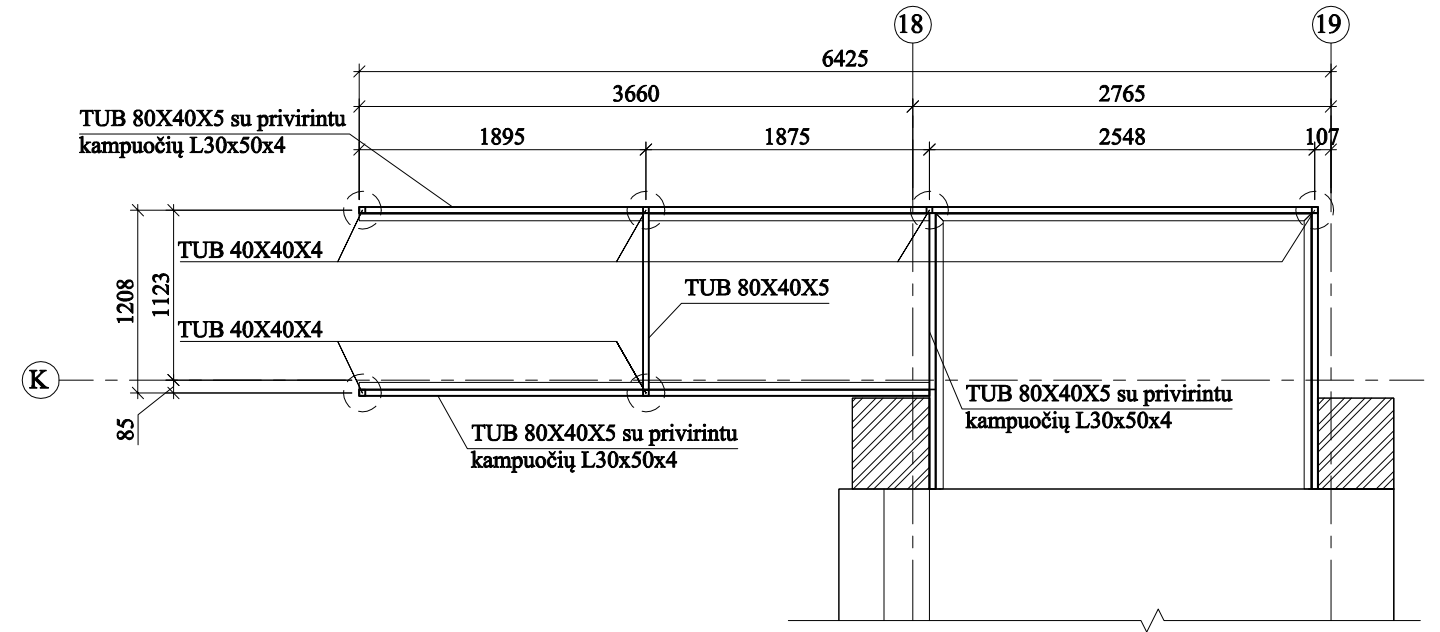 18
19
6425
3660
2765
TUB 80X40X5 su privirintu
kampuočių L30x50x4
1895
1875
2548
107
TUB 40X40X4
1208
1123
TUB 80X40X5
TUB 40X40X4
K
85
TUB 80X40X5 su privirintu
kampuočių L30x50x4
TUB 80X40X5 su privirintu
kampuočių L30x50x4